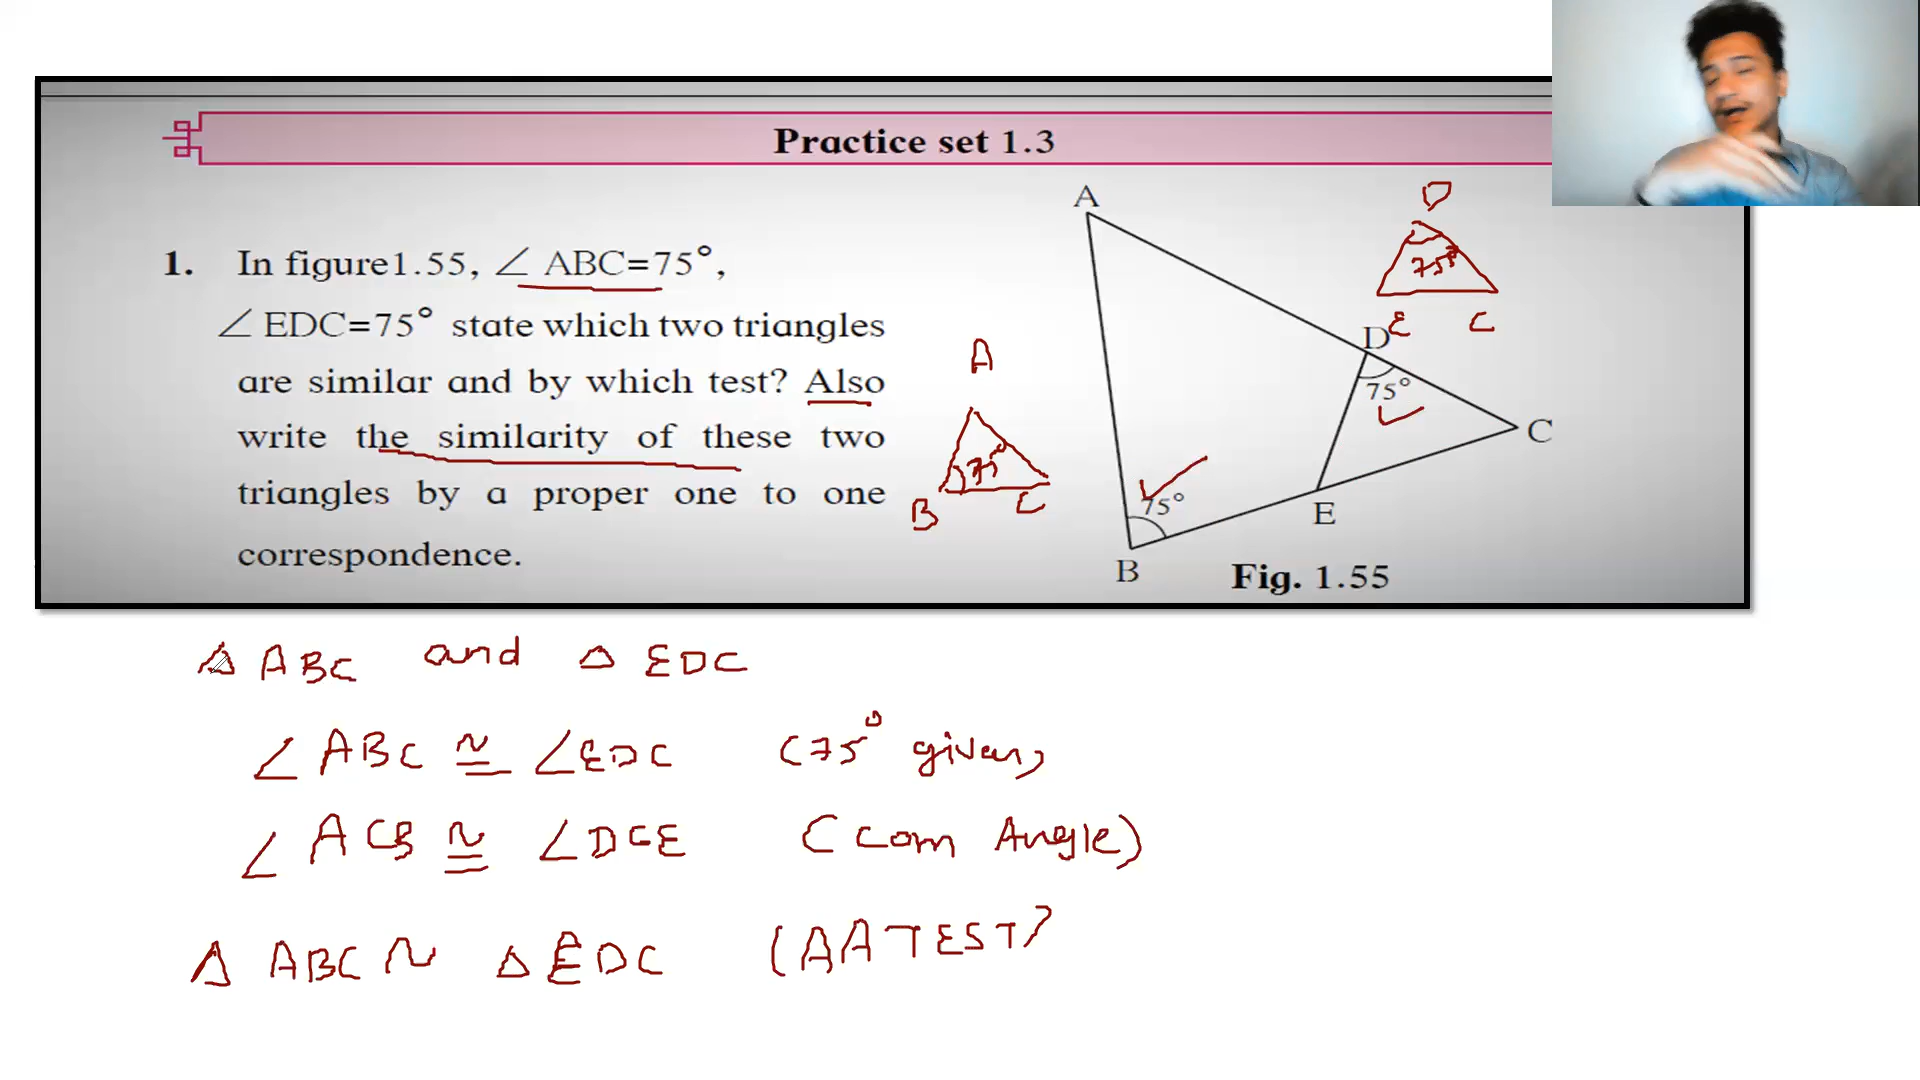 Practice set 1.3
1. In figure1.55, ∠ ABC=75°,
∠ EDC=75° state which two triangles
are similar and by which test? Also
write the similarity of these two
triangles by a proper one to one
correspondence.
A
D
75°
C
E
75°
B
Fig. 1.55
D
75°
E C
A
75
B C
△ ABC and △ EDC
∠ ABC ≅ ∠EDC (75° given)
∠ ACB ≅ ∠DCE (com Angle)
△ ABC ~ △ EDC (AA TEST)